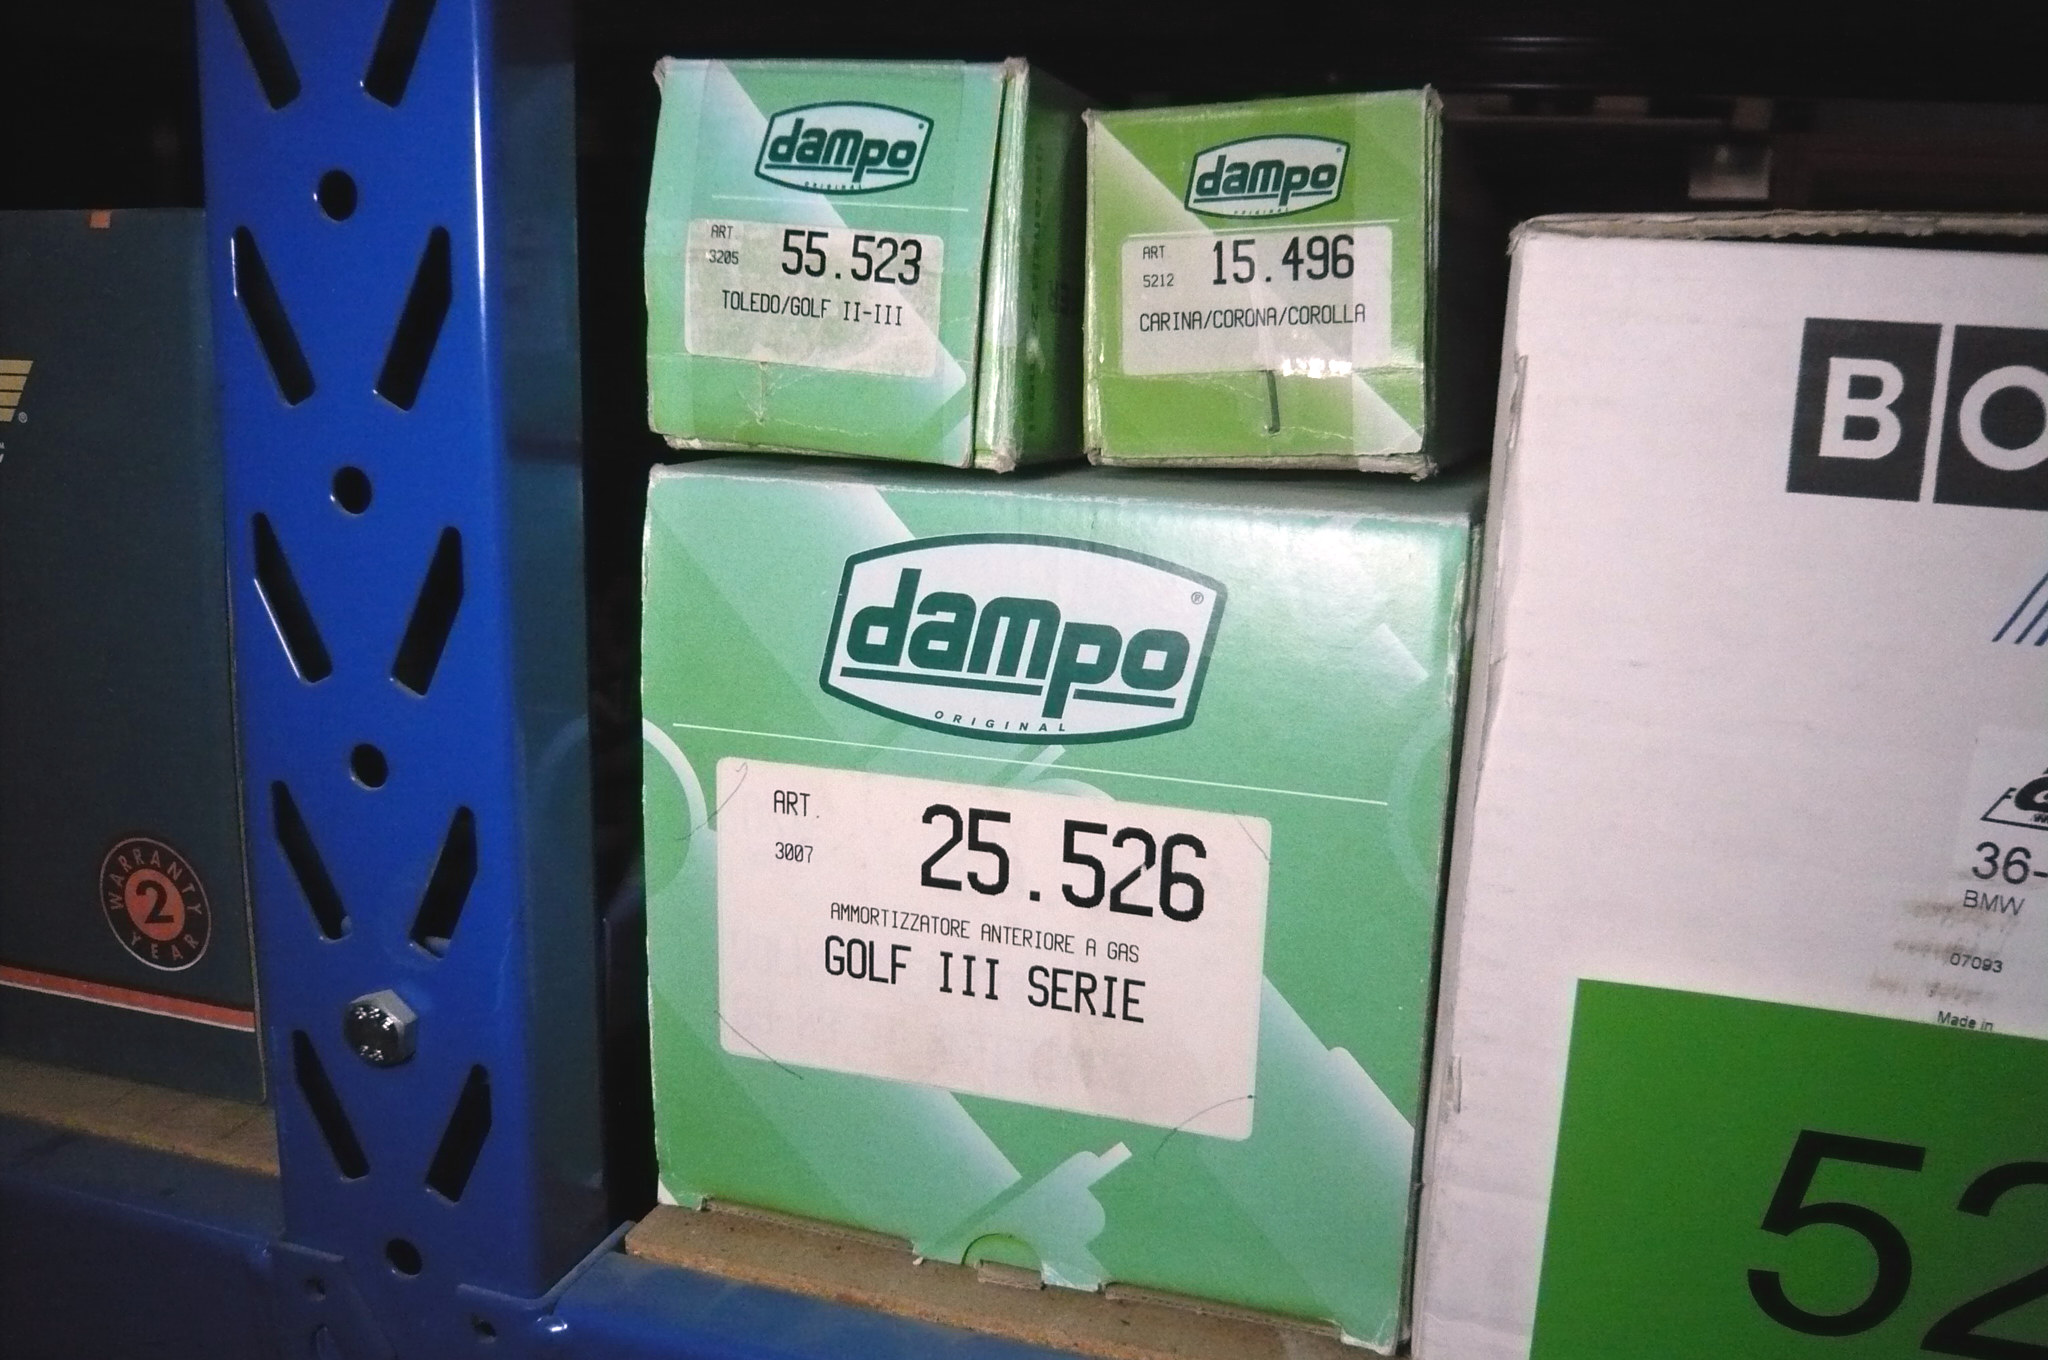 WARRANTY
2
YEAR
dampo
ORIGINAL
ART
3205
55.523
TOLEDO/GOLF II-III
dampo
ORIGINAL
ART
5212
15.496
CARINA/CORONA/COROLLA
dampo®
ORIGINAL
ART.
3007
25.526
AMMORTIZZATORE ANTERIORE A GAS
GOLF III SERIE
BO
36-
BMW
07093
Made in
52